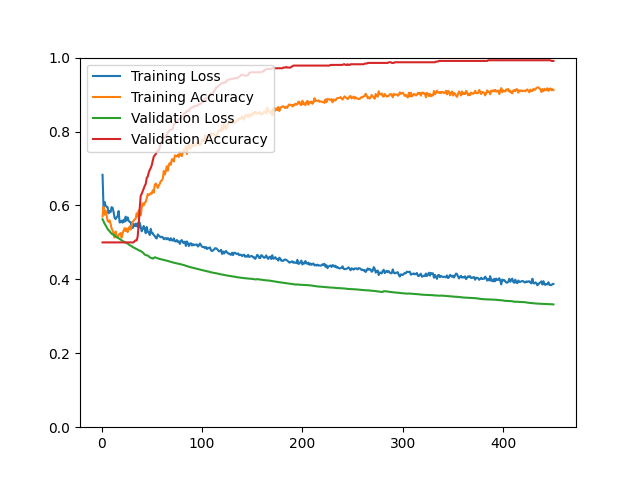 1.0
0.8
0.6
0.4
0.2
0.0
Training Loss
Training Accuracy
Validation Loss
Validation Accuracy
0 100 200 300 400